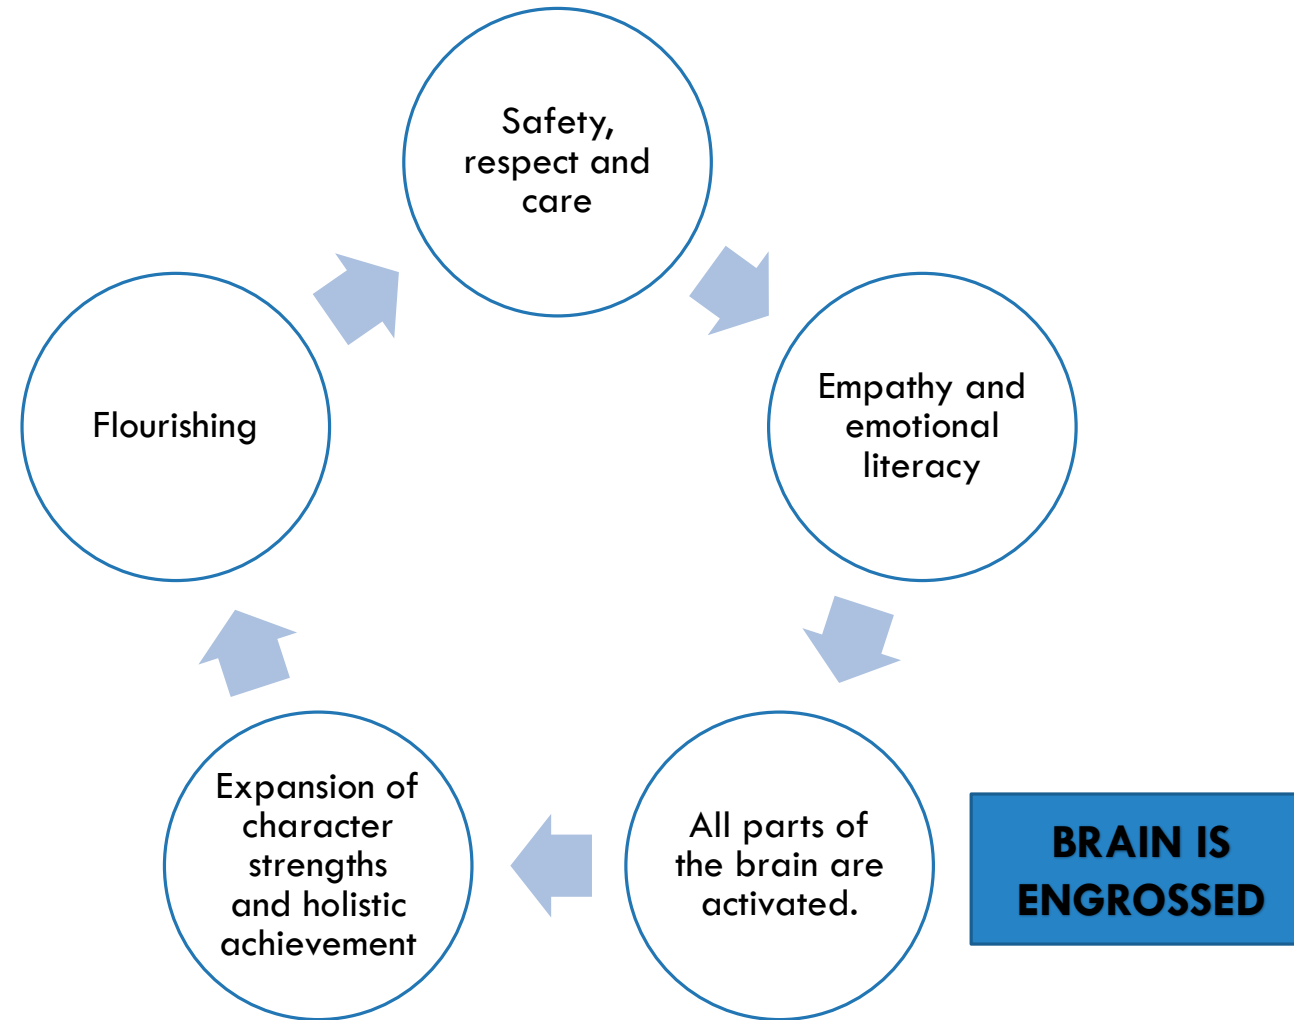 Safety,
respect and
care
Empathy and
emotional
literacy
All parts of
the brain are
activated.
BRAIN IS
ENGROSSED
Expansion of
character
strengths
and holistic
achievement
Flourishing